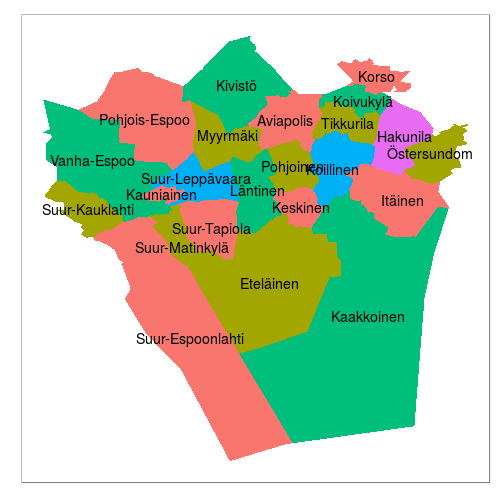 Korso
Kivistö
Koivukylä
Pohjois-Espoo
Aviapolis
Tikkurila
Myyrmäki
Hakunila
Östersundom
Vanha-Espoo
Pohjoinen
Koillinen
Suur-Leppävaara
Läntinen
Kauniainen
Itäinen
Suur-Kauklahti
Keskinen
Suur-Tapiola
Suur-Matinkylä
Eteläinen
Kaakkoinen
Suur-Espoonlahti